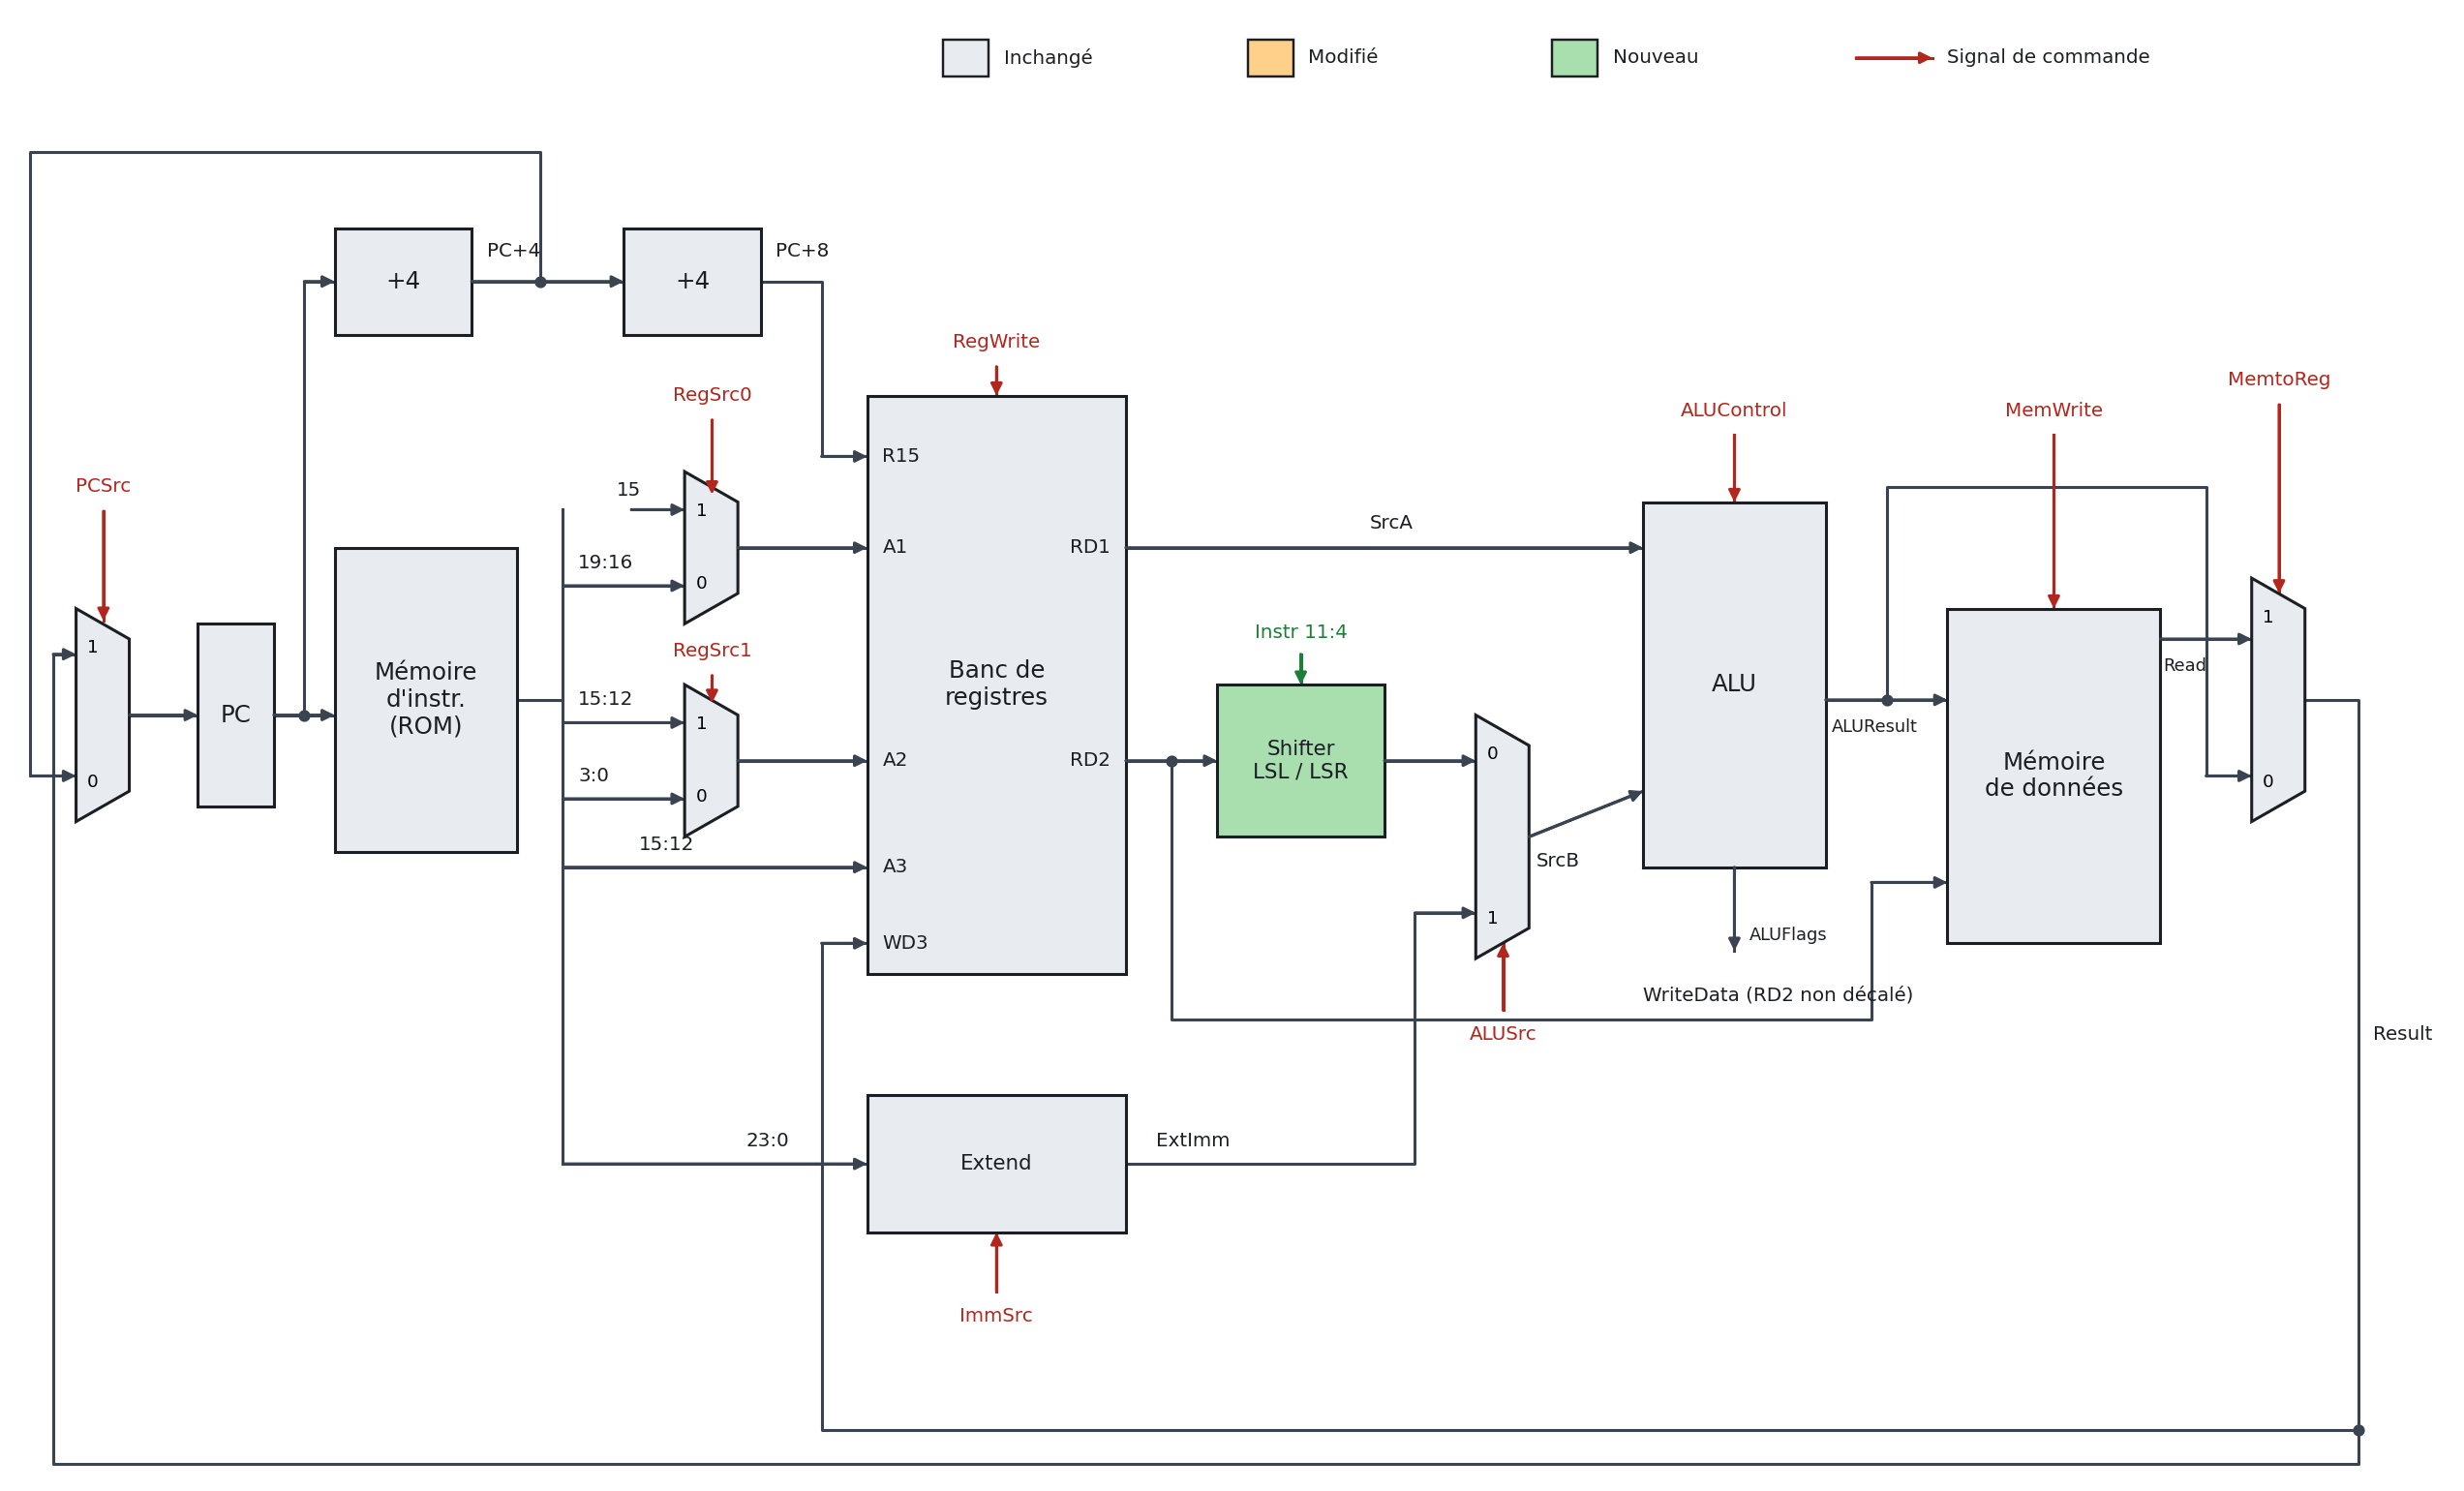 Inchangé
Modifié
Nouveau
Signal de commande
PC+4
PC+8
+4
+4
RegWrite
RegSrc0
MemtoReg
ALUControl
MemWrite
PCSrc
15
1
R15
SrcA
19:16
0
A1
RD1
RegSrc1
Instr 11:4
1
0
PC
Mémoire
d'instr.
(ROM)
15:12
1
3:0
0
15:12
A2
A3
WD3
Banc de
registres
RD2
Shifter
LSL / LSR
0
1
SrcB
ALU
ALUResult
ALUFlags
Mémoire
de données
Read
1
0
WriteData (RD2 non décalé)
ALUSrc
Result
23:0
Extend
ExtImm
ImmSrc